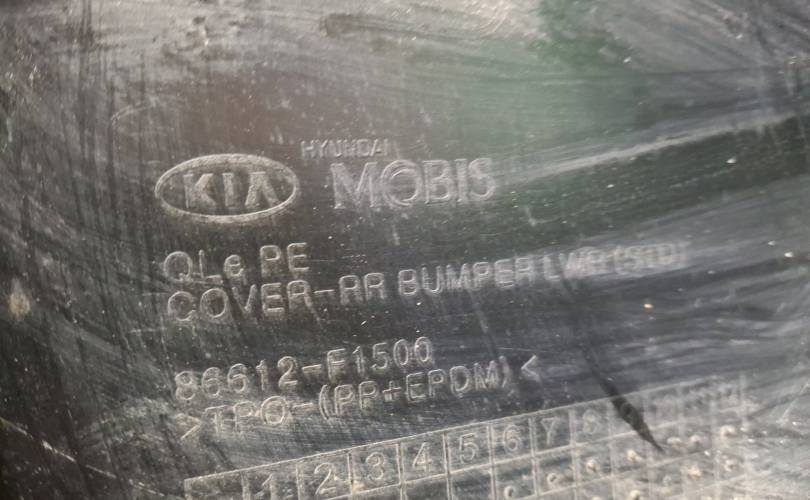 HYUNDAI
KIA MOBIS
QLe PE
COVER-RR BUMPER LWR (STD)
86612-F1500
>TPO-(PP+EPDM)<
1 2 3 4 5 6 7 8